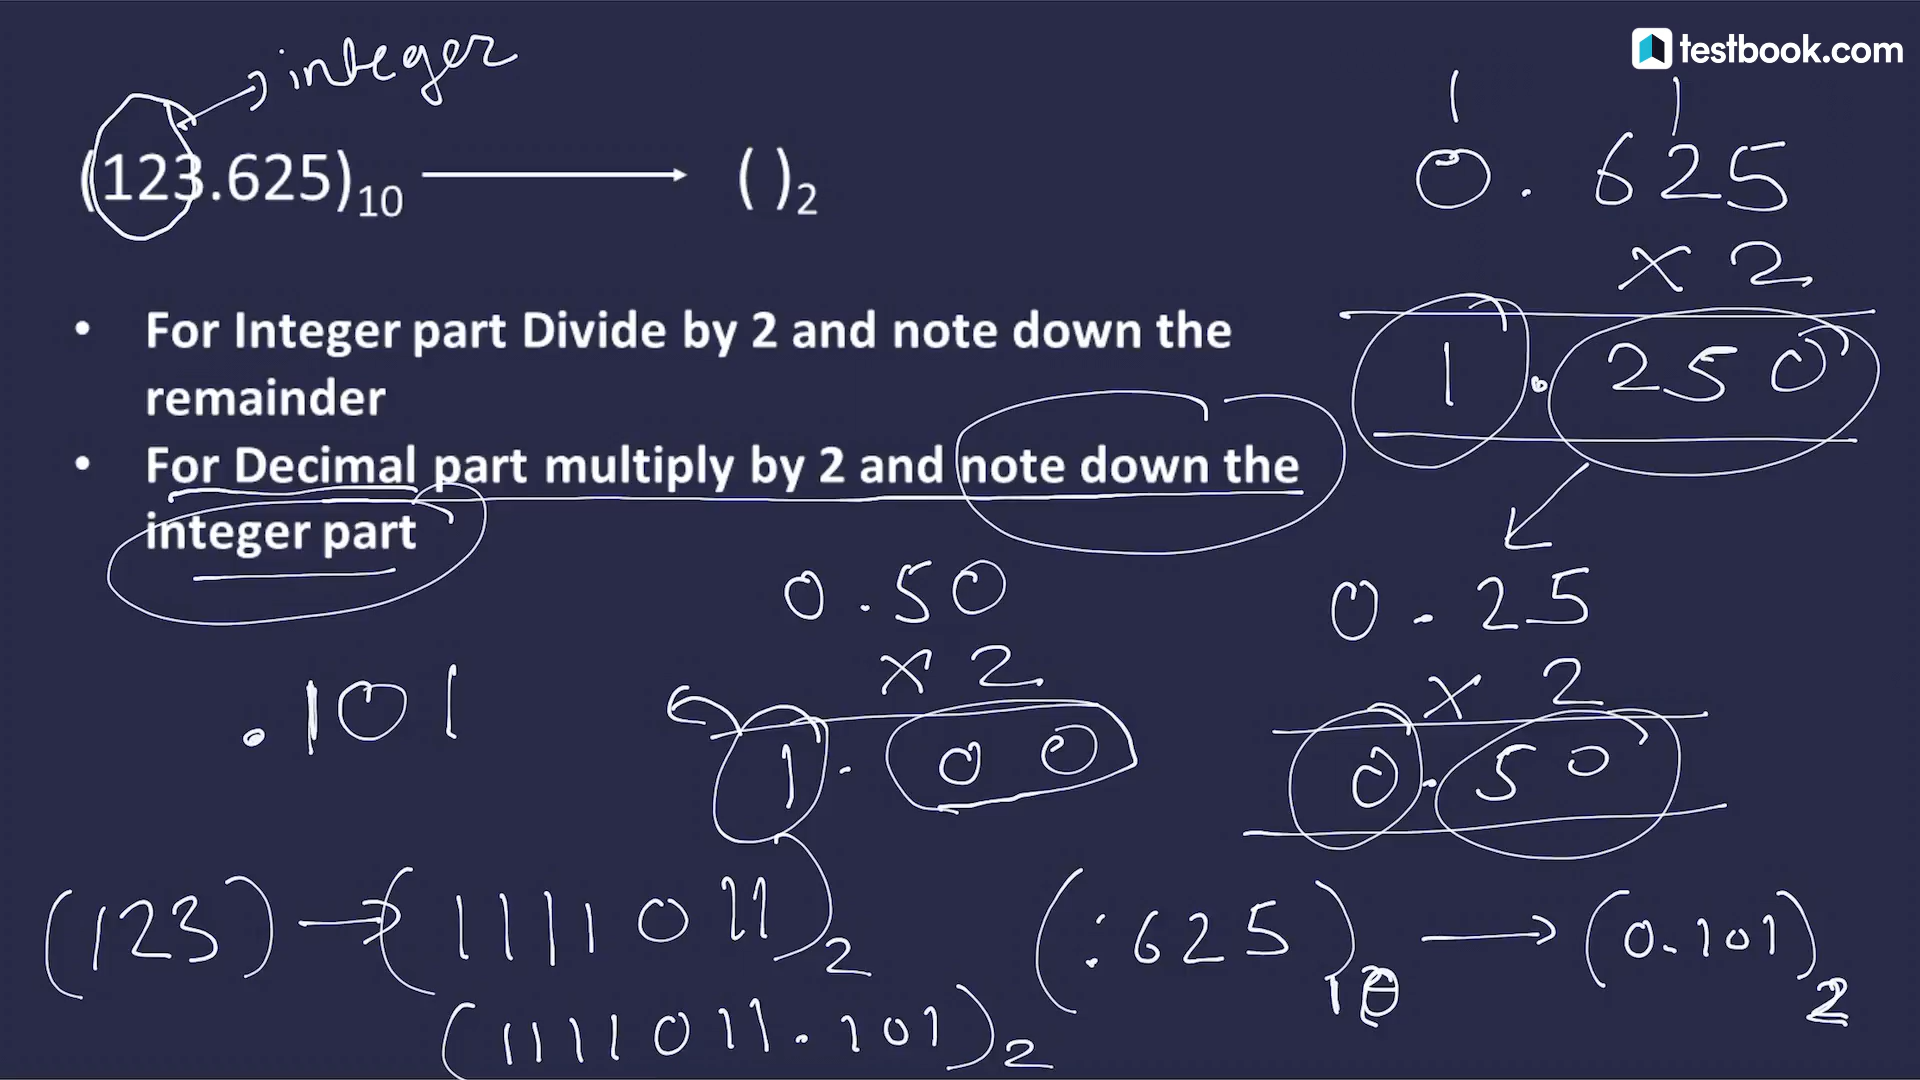 testbook.com
integer
(123.625)10 ( )2
• For Integer part Divide by 2 and note down the
remainder
• For Decimal part multiply by 2 and note down the
integer part
1 1
0.625
x 2
1.250
0.25
x 2
0.50
0.50
x 2
1.00
.101
(123) → (1111011)2
(.625)10 → (0.101)2
(1111011.101)2